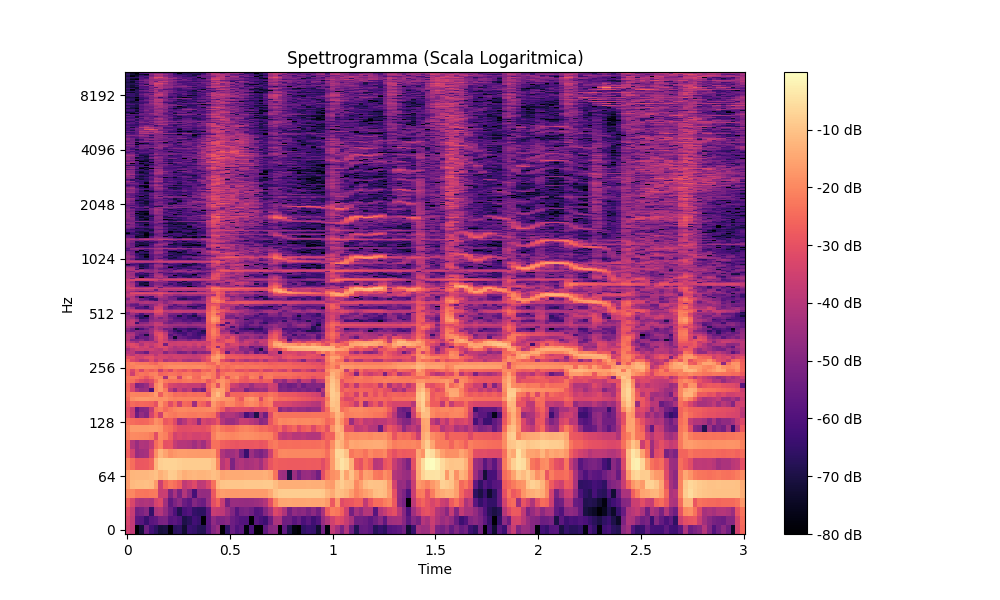 Spettrogramma (Scala Logaritmica)
8192
4096
2048
1024
512
256
128
64
0
Hz
0
0.5
1
1.5
2
2.5
3
Time
-10 dB
-20 dB
-30 dB
-40 dB
-50 dB
-60 dB
-70 dB
-80 dB